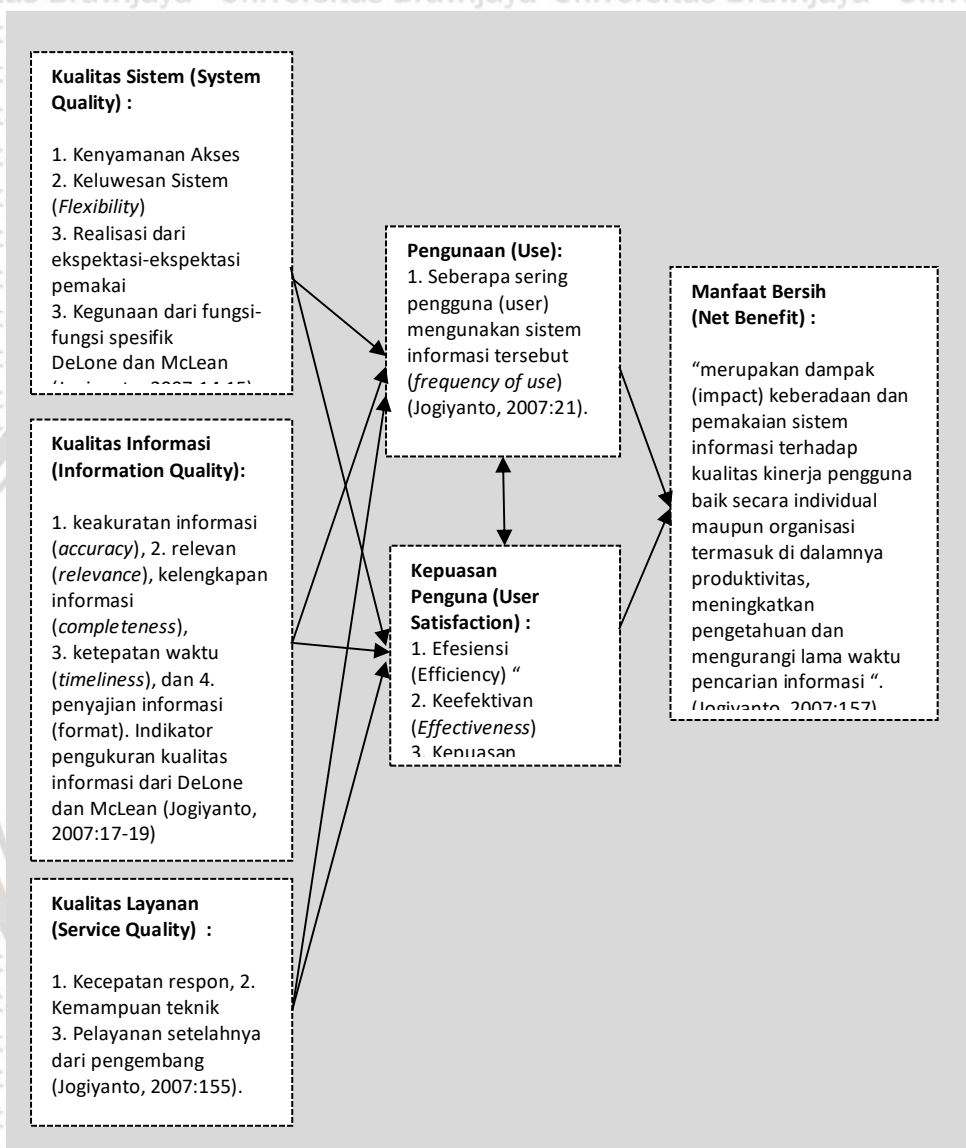 Kualitas Sistem (System
Quality) :
1. Kenyamanan Akses
2. Keluwesan Sistem
(Flexibility)
3. Realisasi dari
ekspektasi-ekspektasi
pemakai
3. Kegunaan dari fungsi-
fungsi spesifik
DeLone dan McLean
Kualitas Informasi
(Information Quality):
1. keakuratan informasi
(accuracy), 2. relevan
(relevance), kelengkapan
informasi
(completeness),
3. ketepatan waktu
(timeliness), dan 4.
penyajian informasi
(format). Indikator
pengukuran kualitas
informasi dari DeLone
dan McLean (Jogiyanto,
2007:17-19)
Kualitas Layanan
(Service Quality) :
1. Kecepatan respon, 2.
Kemampuan teknik
3. Pelayanan setelahnya
dari pengembang
(Jogiyanto, 2007:155).
Pengunaan (Use):
1. Seberapa sering
pengguna (user)
mengunakan sistem
informasi tersebut
(frequency of use)
(Jogiyanto, 2007:21).
Kepuasan
Penguna (User
Satisfaction) :
1. Efesiensi
(Efficiency) “
2. Keefektivan
(Effectiveness)
3. Kepuasan
Manfaat Bersih
(Net Benefit) :
“merupakan dampak
(impact) keberadaan dan
pemakaian sistem
informasi terhadap
kualitas kinerja pengguna
baik secara individual
maupun organisasi
termasuk di dalamnya
produktivitas,
meningkatkan
pengetahuan dan
mengurangi lama waktu
pencarian informasi “.
(Jogiyanto, 2007:157)